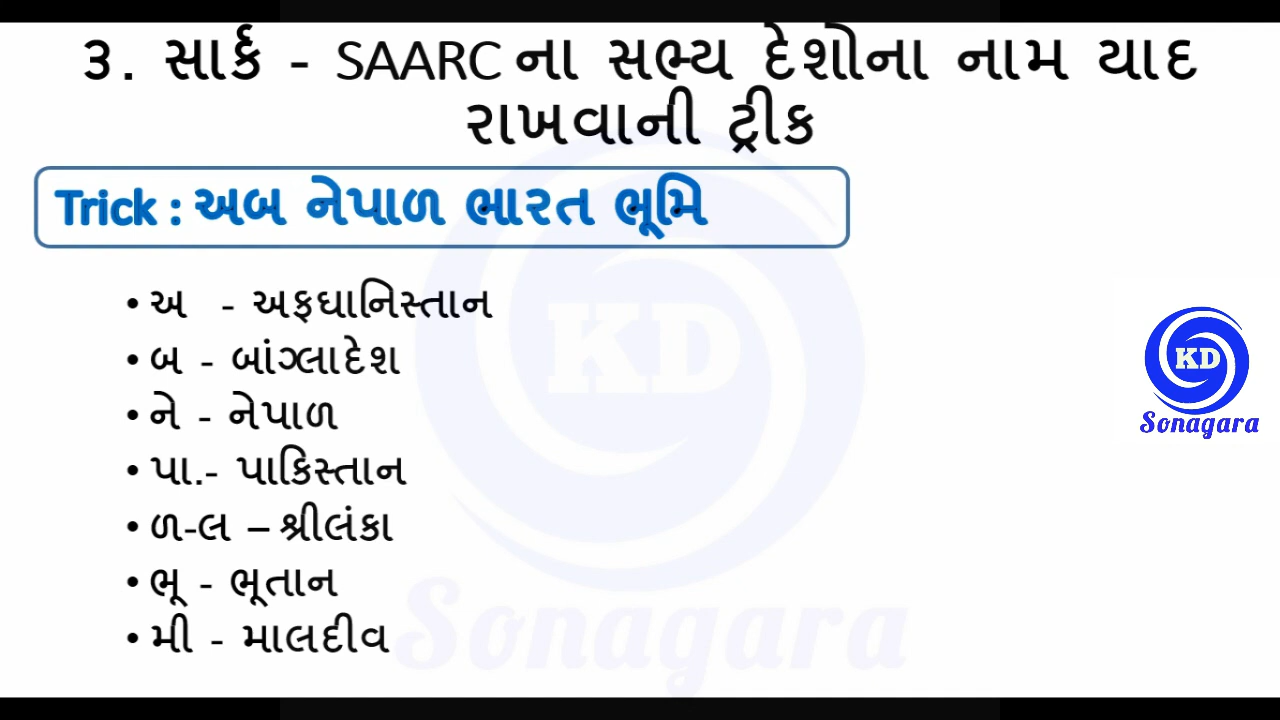 ૩. સાર્ક - SAARC ના સભ્ય દેશોના નામ યાદ
રાખવાની ટ્રીક
Trick : અબ નેપાળ ભારત ભૂમિ
• અ - અફઘાનિસ્તાન
• બ - બાંગ્લાદેશ
• ને - નેપાળ
• પા.- પાકિસ્તાન
• ળ-લ – શ્રીલંકા
• ભૂ - ભૂતાન
• મી - માલદીવ
KD
Sonagara
KD
Sonagara